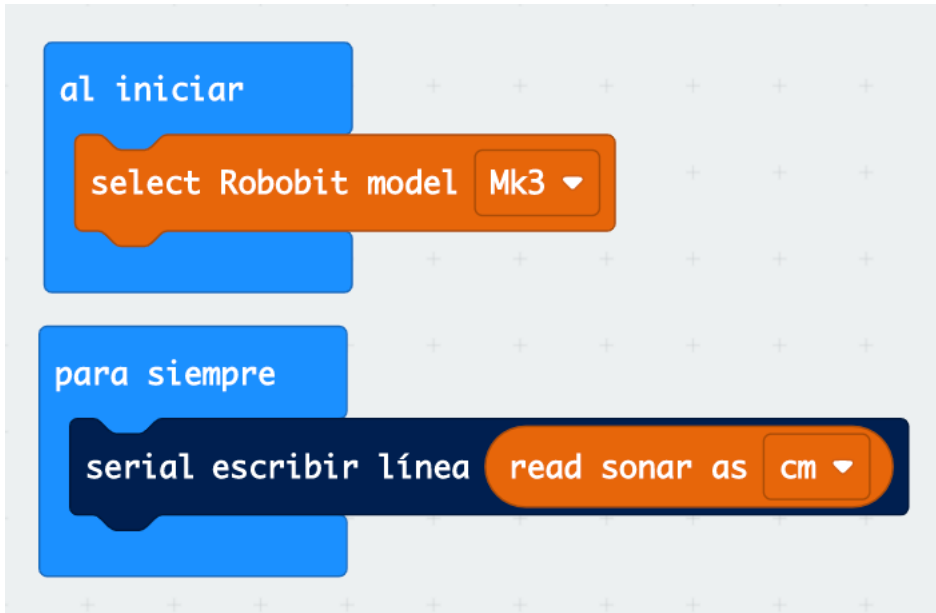 al iniciar
select Robobit model Mk3
para siempre
serial escribir línea read sonar as cm